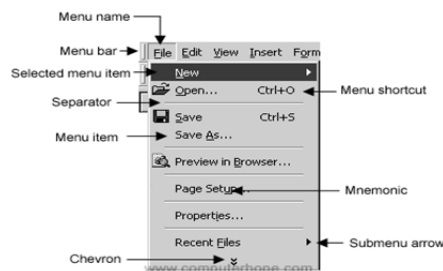 Menu name
Menu bar
File Edit View Insert Form
Selected menu item
New
Open... Ctrl+O
Menu shortcut
Separator
Save Ctrl+S
Menu item
Save As...
Preview in Browser...
Page Setup...
Mnemonic
Properties...
Recent Files
Submenu arrow
Chevron
www.computerhope.com